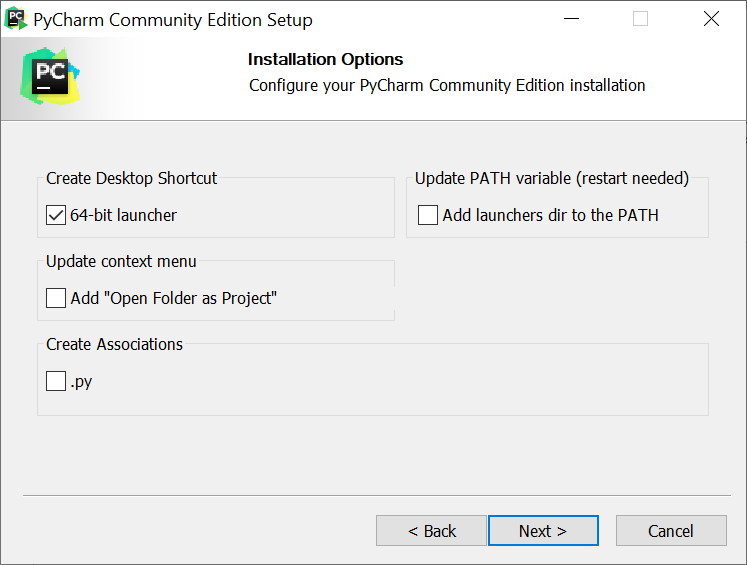 PyCharm Community Edition Setup
PC
Installation Options
Configure your PyCharm Community Edition installation
Create Desktop Shortcut
64-bit launcher
Update PATH variable (restart needed)
Add launchers dir to the PATH
Update context menu
Add "Open Folder as Project"
Create Associations
.py
< Back
Next >
Cancel